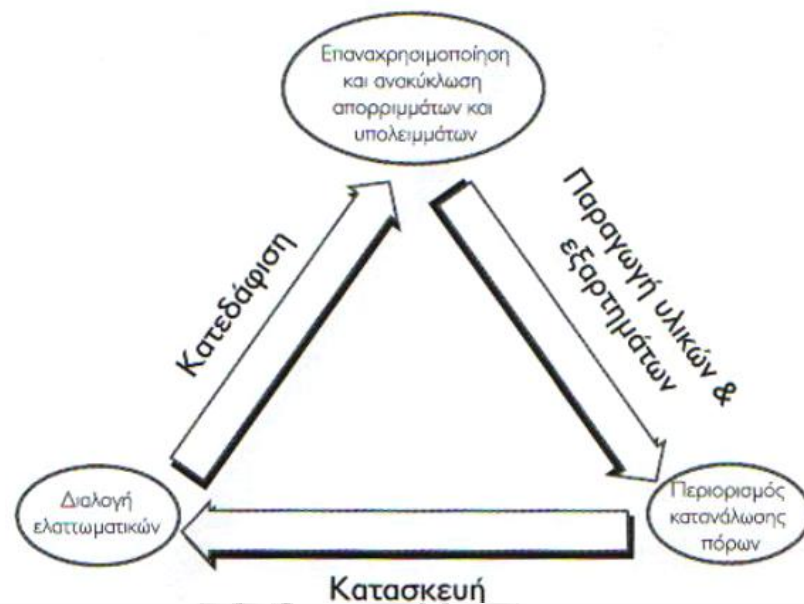 Επαναχρησιμοποίηση
και ανακύκλωση
απορριμμάτων και
υπολειμμάτων
Κατεδάφιση
Παραγωγή υλικών &
εξαρτημάτων
Διαλογή
ελαττωματικών
Περιορισμός
κατανάλωσης
πόρων
Κατασκευή